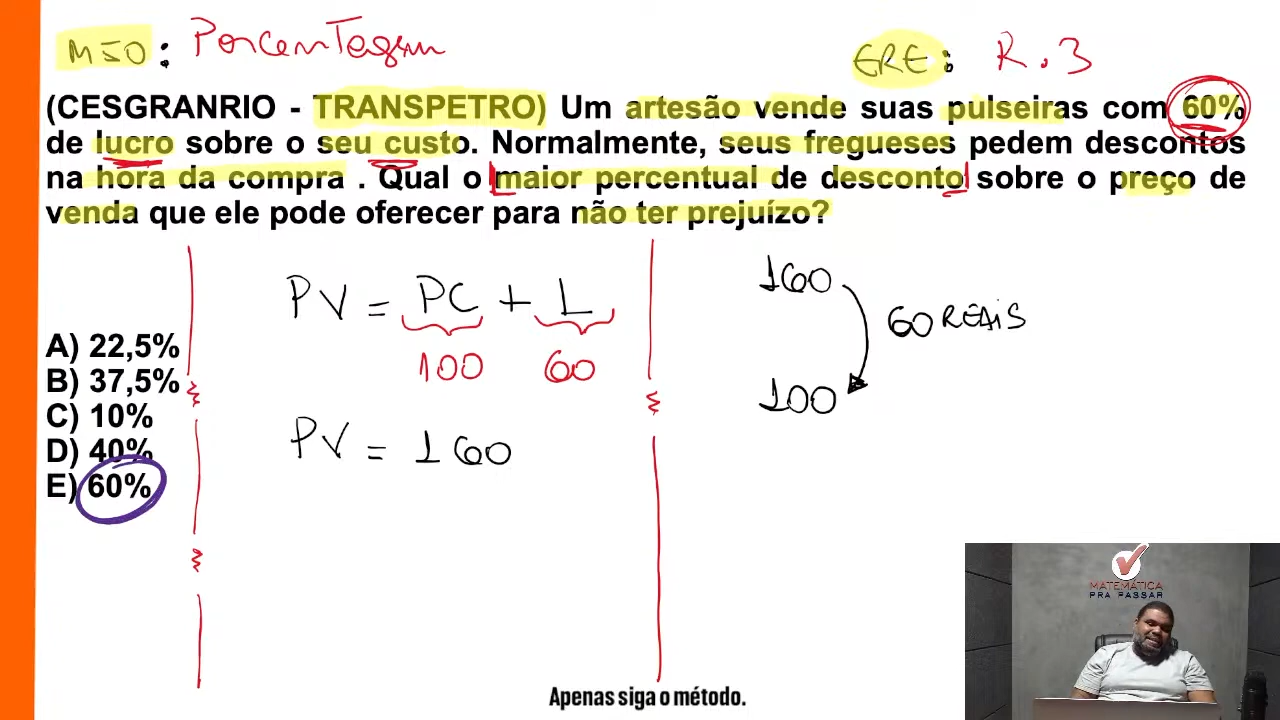 M50: Porcentagem
ERE: R.3
(CESGRANRIO - TRANSPETRO) Um artesão vende suas pulseiras com 60%
de lucro sobre o seu custo. Normalmente, seus fregueses pedem descontos
na hora da compra . Qual o maior percentual de desconto sobre o preço de
venda que ele pode oferecer para não ter prejuízo?
A) 22,5%
B) 37,5%
C) 10%
D) 40%
E) 60%
PV = PC + L
100 60
PV = 160
160
60 REAIS
100
MATEMÁTICA
PRA PASSAR
Apenas siga o método.